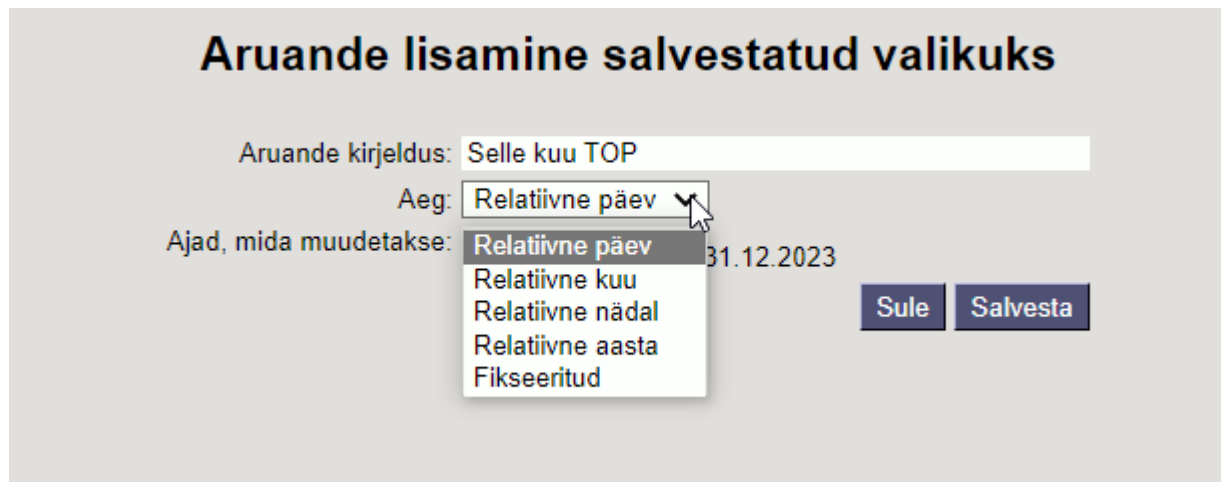 Aruande lisamine salvestatud valikuks
Aruande kirjeldus: Selle kuu TOP
Aeg: Relatiivne päev
Ajad, mida muudetakse: Relatiivne päev 31.12.2023
Relatiivne kuu
Relatiivne nädal
Sule Salvesta
Relatiivne aasta
Fikseeritud